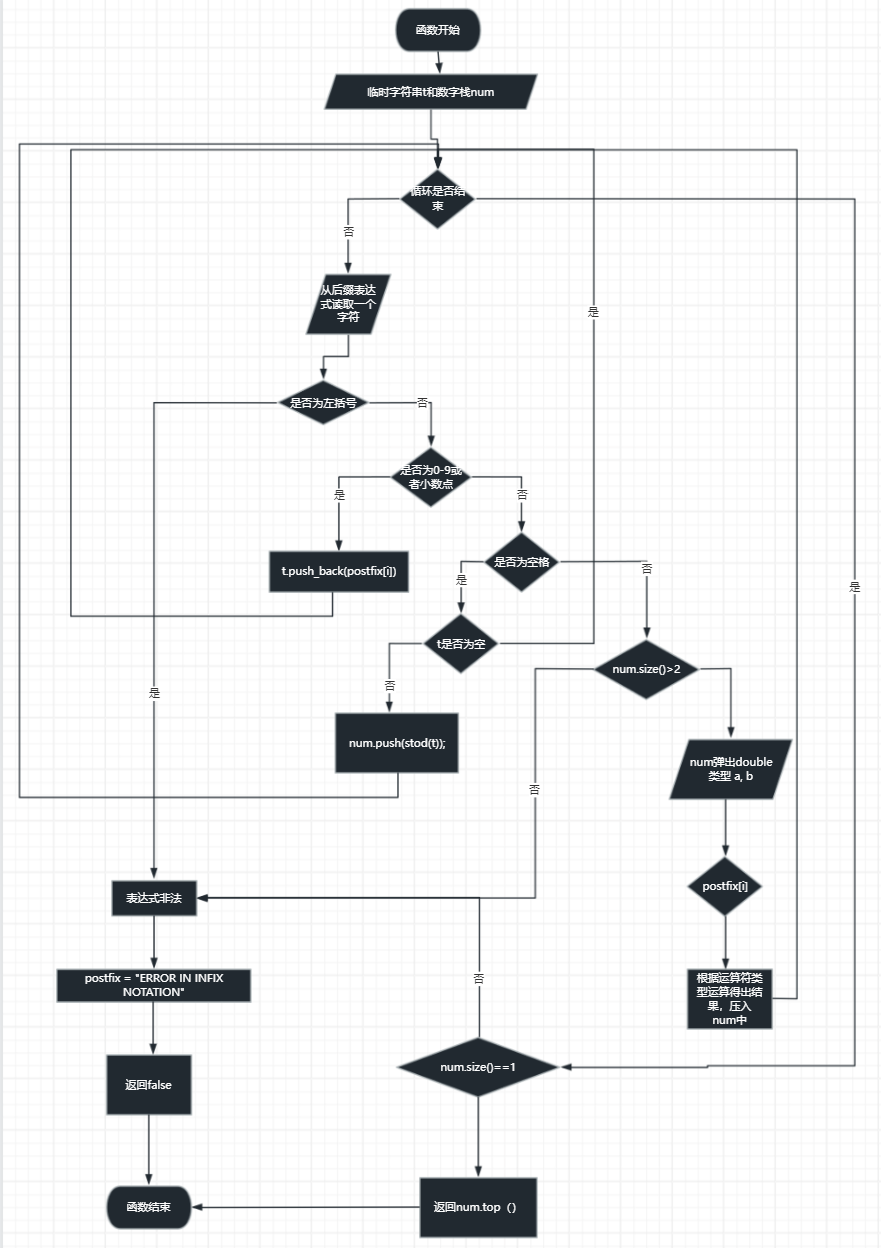 函数开始
临时字符串t和数字栈num
循环是否结
束
否
从后缀表达
式读取一个
字符
是
是否为左括号
否
是否为0-9或
者小数点
是
否
t.push_back(postfix[i])
是否为空格
是
否
是
t是否为空
num.size()>2
是
否
num.push(stod(t));
num弹出double
类型 a, b
否
postfix[i]
表达式非法
postfix = "ERROR IN INFIX
NOTATION"
否
根据运算符类
型运算得出结
果，压入
num中
num.size()==1
返回false
函数结束
返回num.top（）